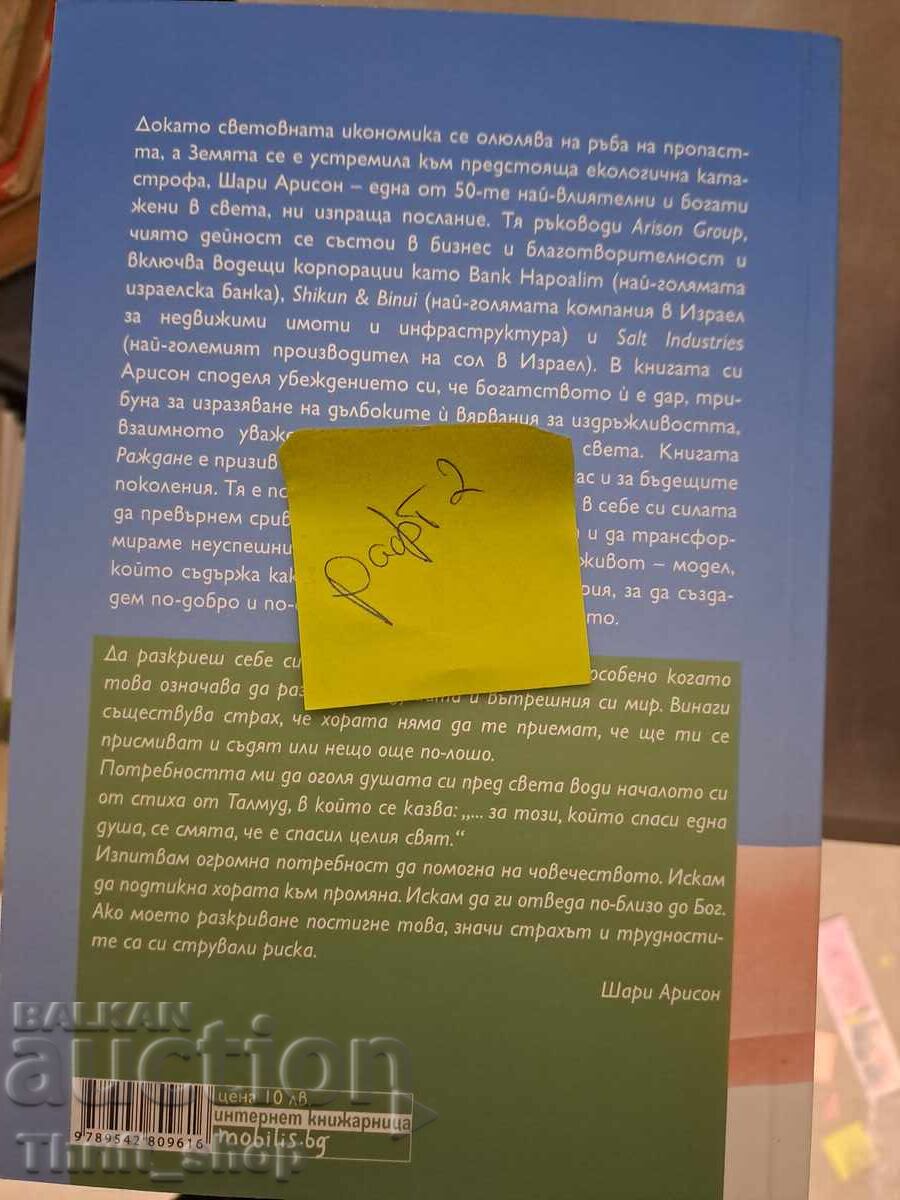 Докато световната икономика се олюлява на ръба на пропаст-
та, а Земята се е устремила към предстояща екологична ката-
строфа, Шари Арисон – една от 50-те най-влиятелни и богати
жени в света, ни изпраща послание. Тя ръководи Arison Group,
чиято дейност се състои в бизнес и благотворителност и
включва водещи корпорации като Bank Hapoalim (най-голямата
израелска банка), Shikun & Binui (най-голямата компания в Израел
за недвижими имоти и инфраструктура) и Salt Industries
(най-големият производител на сол в Израел). В книгата си
Арисон споделя убеждението си, че богатството ѝ е дар, три-
буна за изразяване на дълбоките ѝ вярвания за издръжливостта,
взаимното света. Книгата
Раждане е призив и за бъдещите
поколения. Тя е в себе си силата
да превърнем и да трансфор-
мираме живот – модел,
който съдържа за да създа-
дем по-добро и
рафт 2
Да разкриеш себе си особено когато
това означава да и вътрешния си мир. Винаги
съществува страх, че хората няма да те приемат, че ще ти се
присмиват и съдят или нещо още по-лошо.
Потребността ми да оголя душата си пред света води началото си
от стиха от Талмуд, в който се казва: „... за този, който спаси една
душа, се смята, че е спасил целия свят.“
Изпитвам огромна потребност да помогна на човечеството. Искам
да подтикна хората към промяна. Искам да ги отведа по-близо до Бог.
Ако моето разкриване постигне това, значи страхът и трудности-
те са си стрували риска.
Шари Арисон
BALKAN
auction
цена 10 лв.
интернет книжарница
mobilis.bg
9789542809616
Thrift_shop